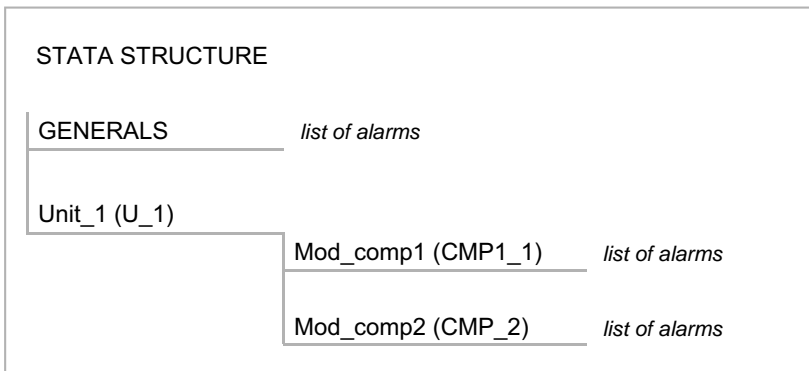 STATA STRUCTURE
GENERALS list of alarms
Unit_1 (U_1)
Mod_comp1 (CMP1_1) list of alarms
Mod_comp2 (CMP_2) list of alarms